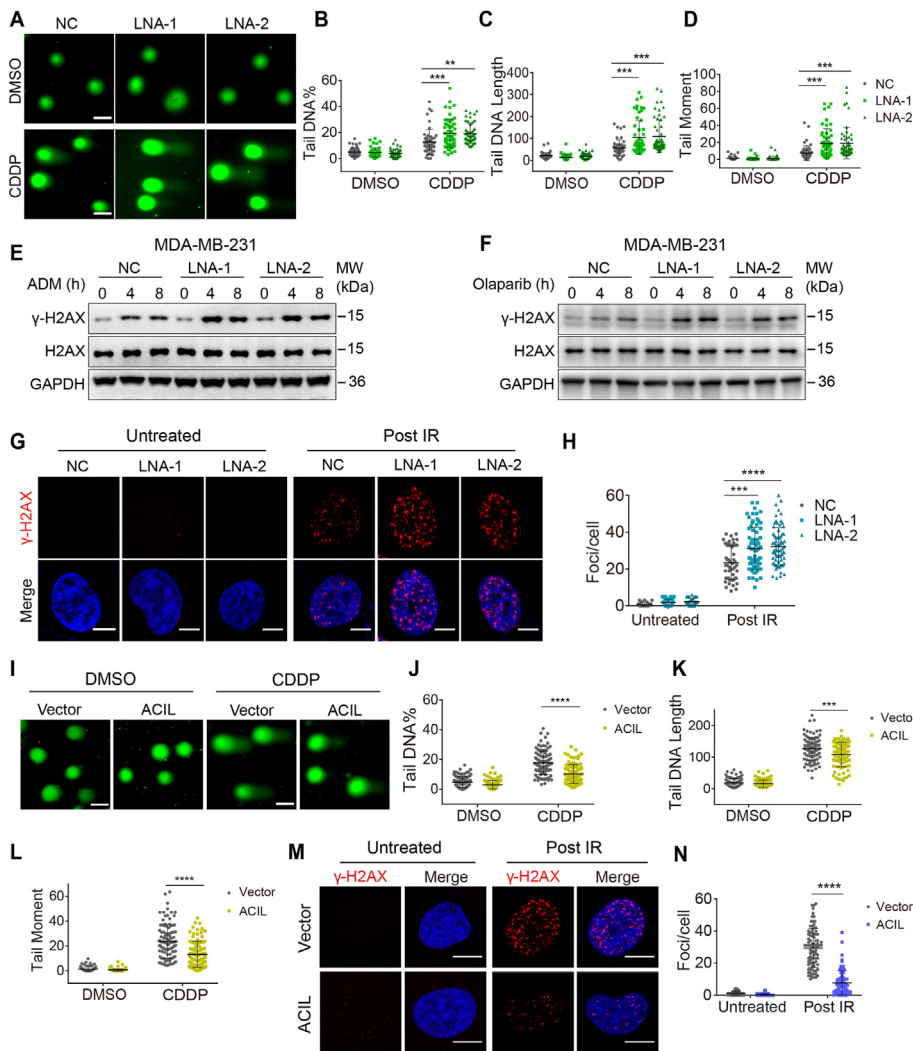 A
NC
LNA-1
LNA-2
DMSO
CDDP
B
Tail DNA%
60
40
20
0
***
**
DMSO
CDDP
C
Tail DNA Length
400
300
200
100
0
***
***
DMSO
CDDP
D
Tail Moment
100
80
60
40
20
0
***
***
DMSO
CDDP
NC
LNA-1
LNA-2
E
MDA-MB-231
NC
LNA-1
LNA-2
MW
(kDa)
ADM (h)
0 4 8 0 4 8 0 4 8
γ-H2AX
15
H2AX
15
GAPDH
36
F
MDA-MB-231
NC
LNA-1
LNA-2
MW
(kDa)
Olaparib (h)
0 4 8 0 4 8 0 4 8
γ-H2AX
15
H2AX
15
GAPDH
36
G
Untreated
Post IR
NC
LNA-1
LNA-2
NC
LNA-1
LNA-2
γ-H2AX
Merge
H
Foci/cell
60
40
20
0
****
***
Untreated
Post IR
NC
LNA-1
LNA-2
I
DMSO
CDDP
Vector
ACIL
Vector
ACIL
J
Tail DNA%
60
40
20
0
****
DMSO
CDDP
Vector
ACIL
K
Tail DNA Length
300
200
100
0
***
DMSO
CDDP
Vecto
ACIL
L
Tail Moment
80
60
40
20
0
****
DMSO
CDDP
Vector
ACIL
M
Untreated
Post IR
γ-H2AX
Merge
γ-H2AX
Merge
Vector
ACIL
N
Foci/cell
80
60
40
20
0
****
Untreated
Post IR
Vector
ACIL